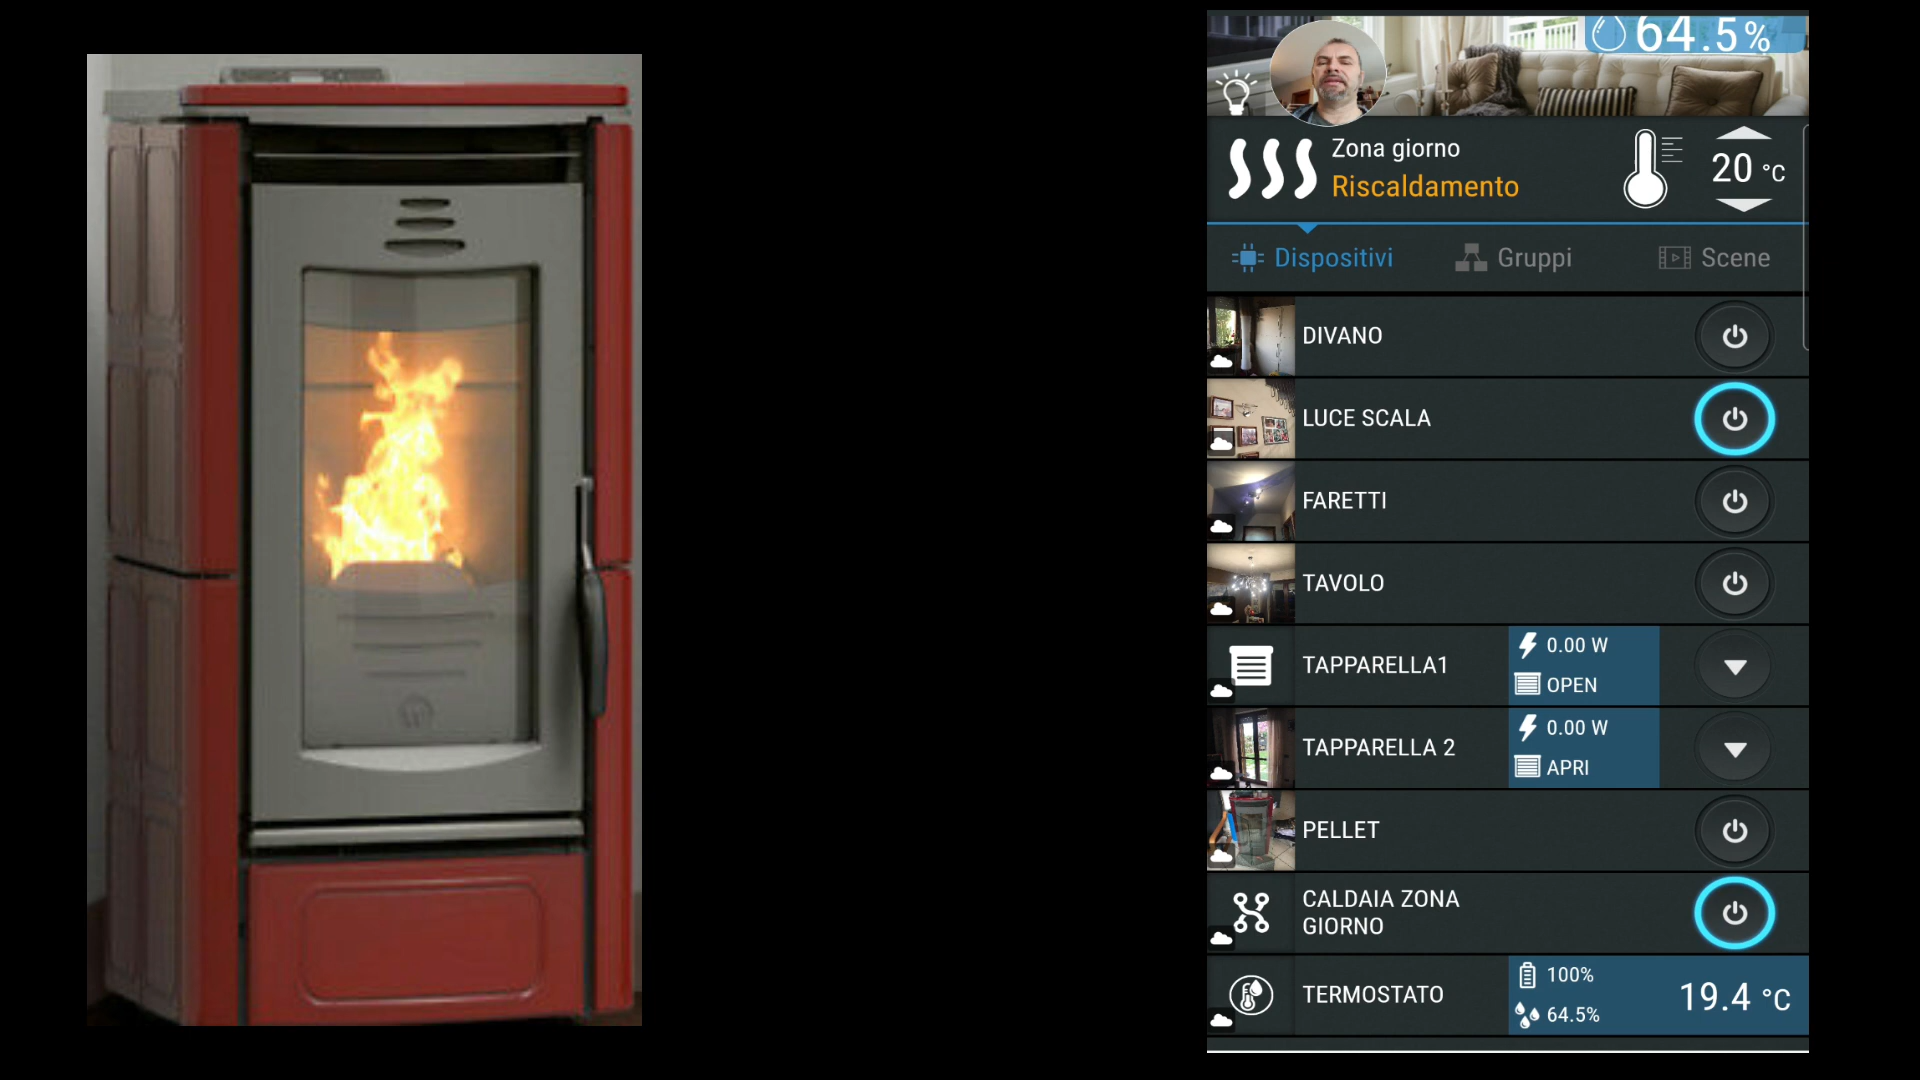 64.5%
Zona giorno
Riscaldamento
20 °C
Dispositivi
Gruppi
Scene
DIVANO
LUCE SCALA
FARETTI
TAVOLO
TAPPARELLA1
0.00 W
OPEN
TAPPARELLA 2
0.00 W
APRI
PELLET
CALDAIA ZONA
GIORNO
TERMOSTATO
100%
64.5%
19.4 °C